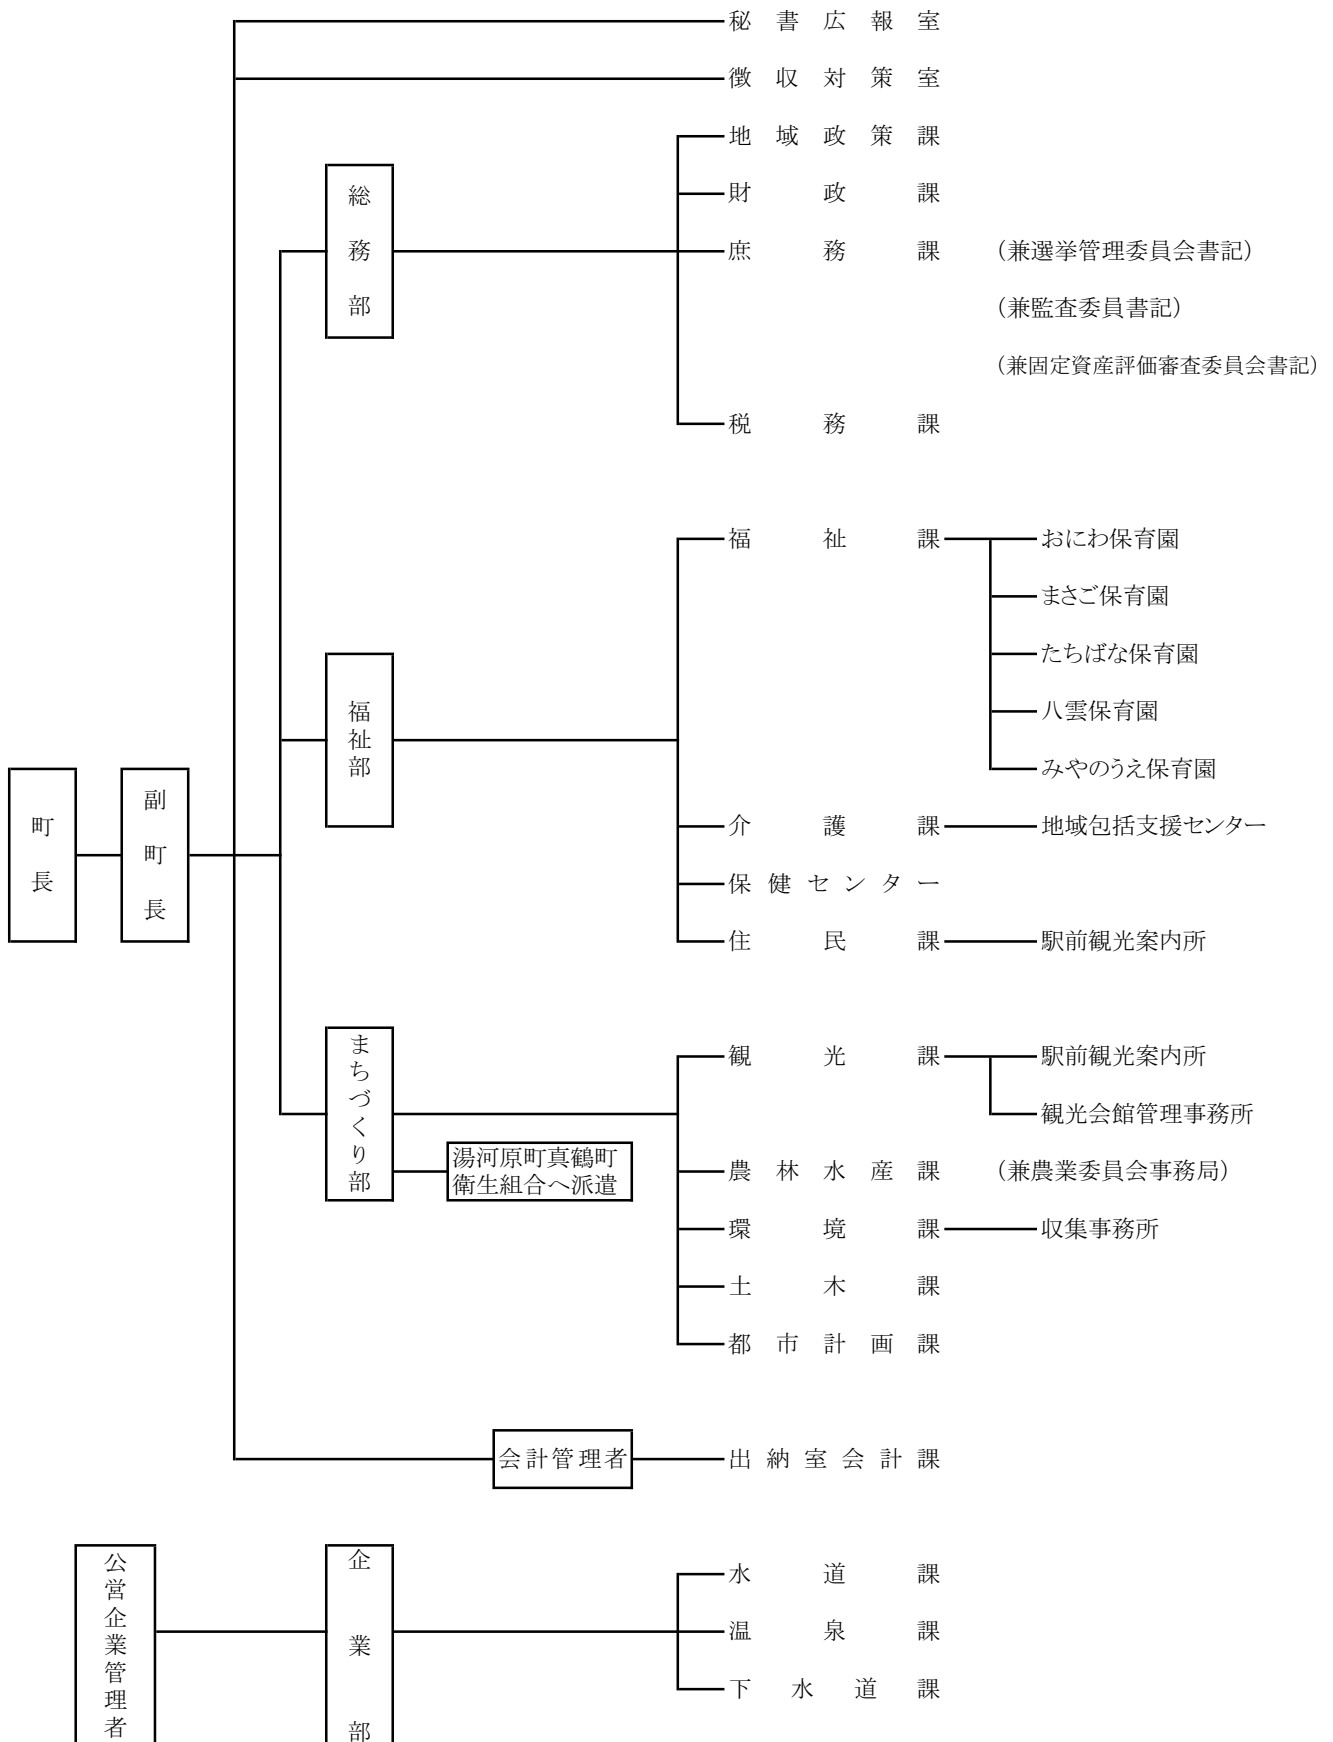 秘書広報室
徴収対策室
総務部
地域政策課
財政課
庶務課 （兼選挙管理委員会書記）
（兼監査委員書記）
（兼固定資産評価審査委員会書記）
税務課
町長
副町長
福祉部
福祉課 おにわ保育園
まさご保育園
たちばな保育園
八雲保育園
みやのうえ保育園
介護課 地域包括支援センター
保健センター
住民課 駅前観光案内所
まちづくり部
湯河原町真鶴町
衛生組合へ派遣
観光課 駅前観光案内所
観光会館管理事務所
農林水産課 （兼農業委員会事務局）
環境課 収集事務所
土木課
都市計画課
会計管理者 出納室会計課
公営企業管理者
企業部
水道課
温泉課
下水道課